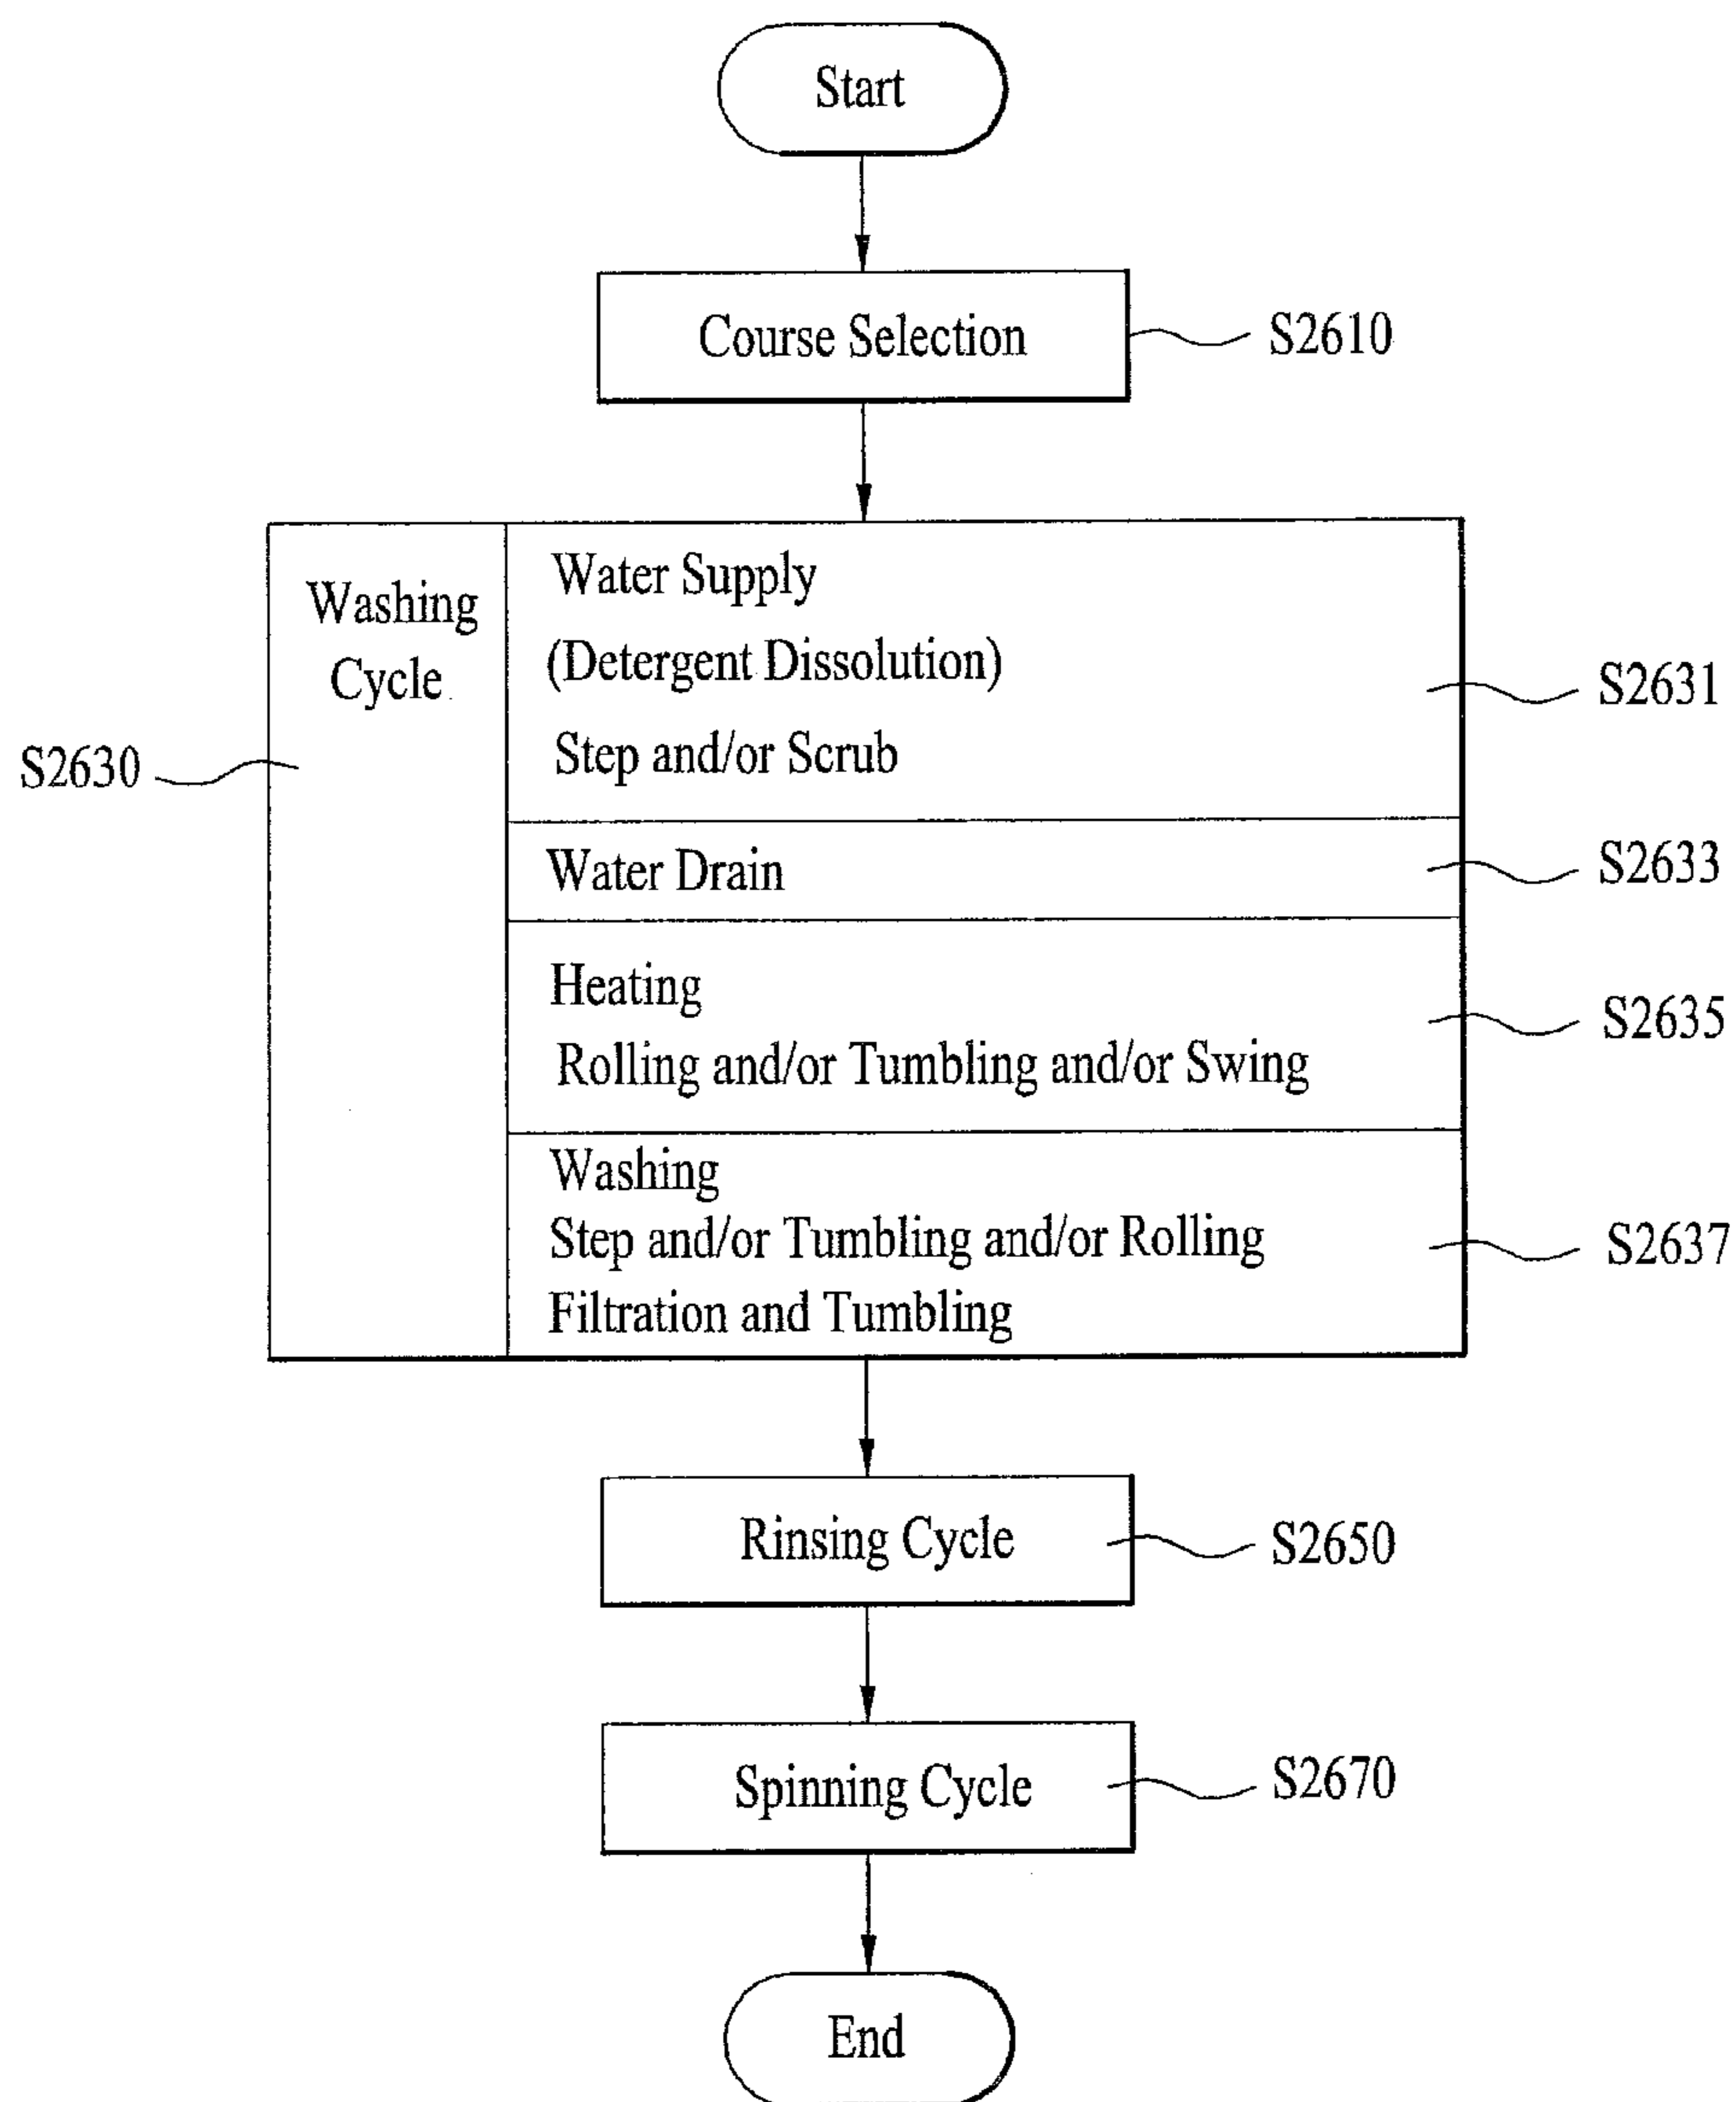 Start
Course Selection
S2610
Washing
Cycle
S2630
Water Supply
(Detergent Dissolution)
Step and/or Scrub
S2631
Water Drain
S2633
Heating
Rolling and/or Tumbling and/or Swing
S2635
Washing
Step and/or Tumbling and/or Rolling
Filtration and Tumbling
S2637
Rinsing Cycle
S2650
Spinning Cycle
S2670
End